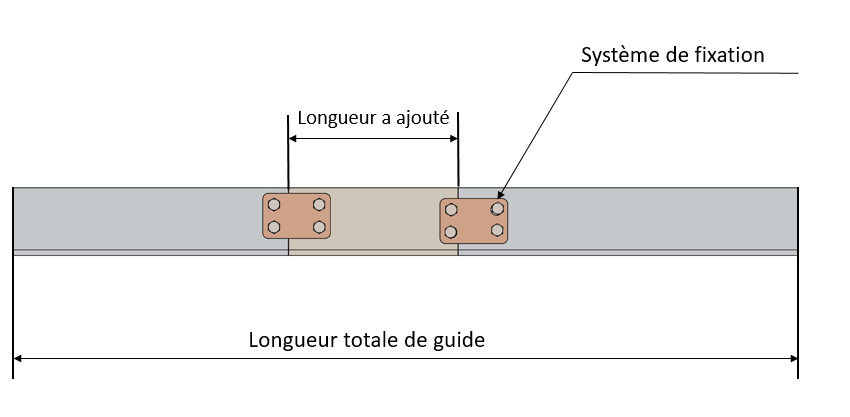 Système de fixation
Longueur a ajouté
Longueur totale de guide